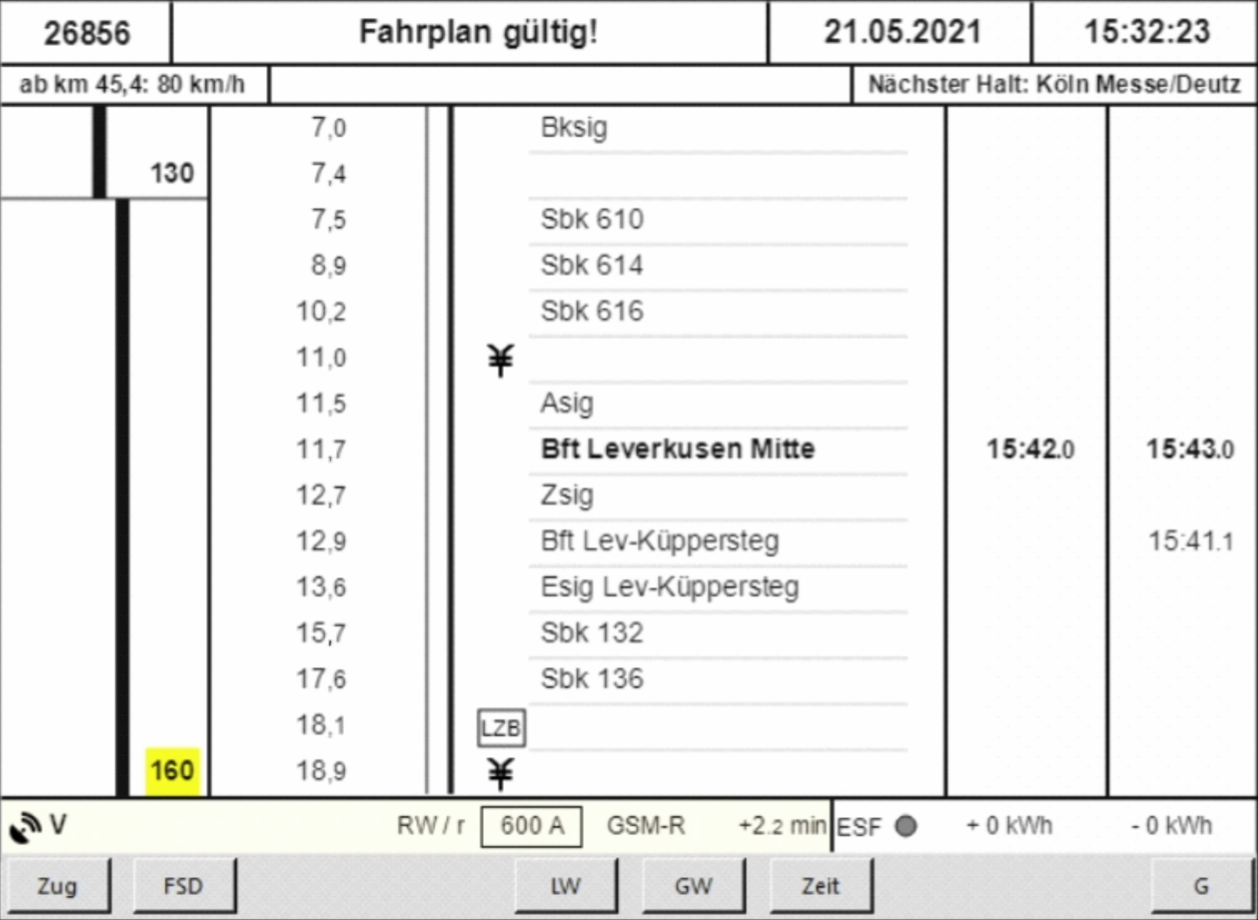 26856 Fahrplan gültig! 21.05.2021 15:32:23
ab km 45,4: 80 km/h Nächster Halt: Köln Messe/Deutz
7,0 Bksig
130 7,4
7,5 Sbk 610
8,9 Sbk 614
10,2 Sbk 616
11,0
11,5 Asig
11,7 Bft Leverkusen Mitte 15:42.0 15:43.0
12,7 Zsig
12,9 Bft Lev-Küppersteg 15:41.1
13,6 Esig Lev-Küppersteg
15,7 Sbk 132
17,6 Sbk 136
18,1 LZB
160 18,9
V RW / r 600 A GSM-R +2.2 min ESF + 0 kWh - 0 kWh
Zug FSD LW GW Zeit G